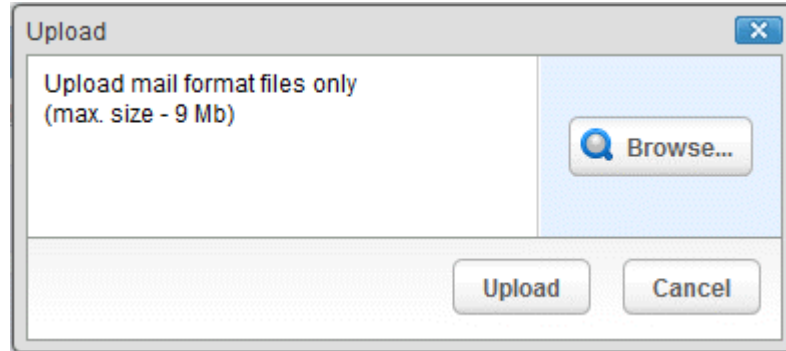 Upload
Upload mail format files only
(max. size - 9 Mb)
Browse...
Upload
Cancel